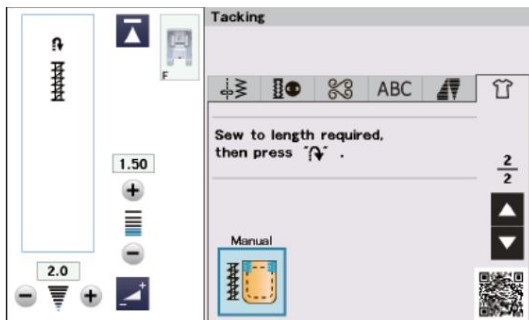 Tacking
F
ABC
Sew to length required,
then press " ".
1.50
2
2
Manual
2.0